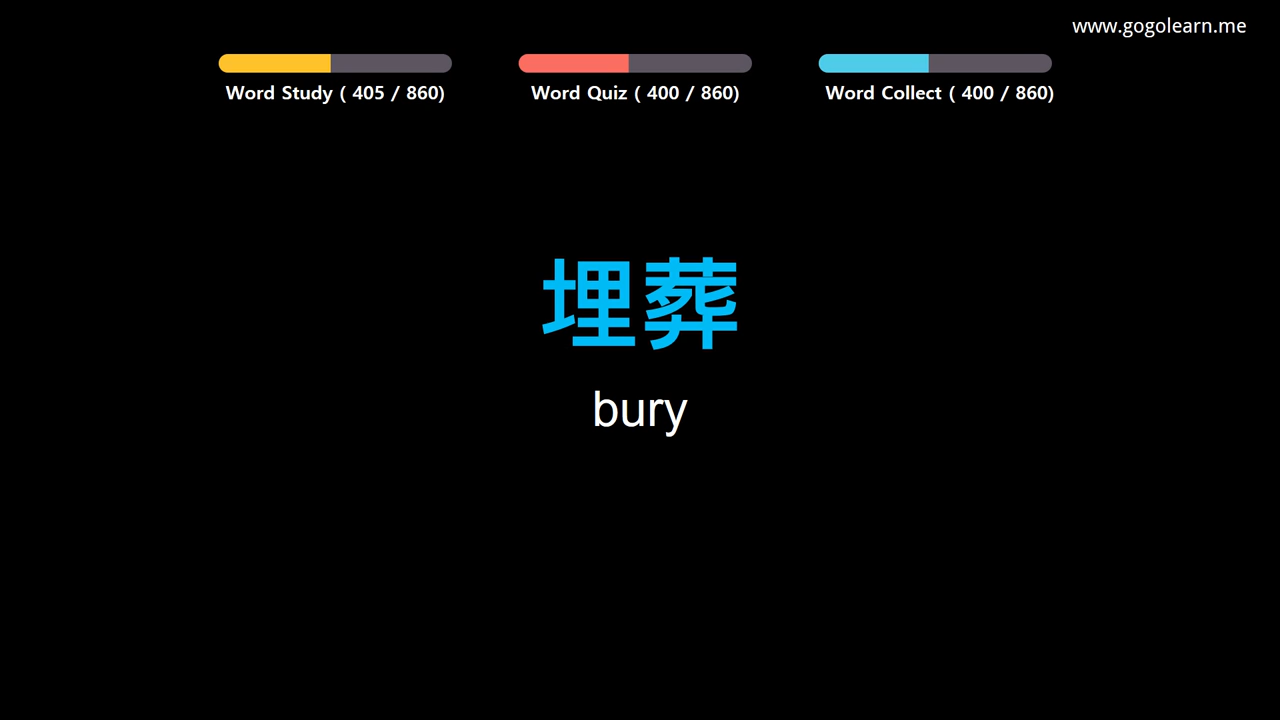 www.gogolearn.me
Word Study ( 405 / 860)
Word Quiz ( 400 / 860)
Word Collect ( 400 / 860)
埋葬
bury